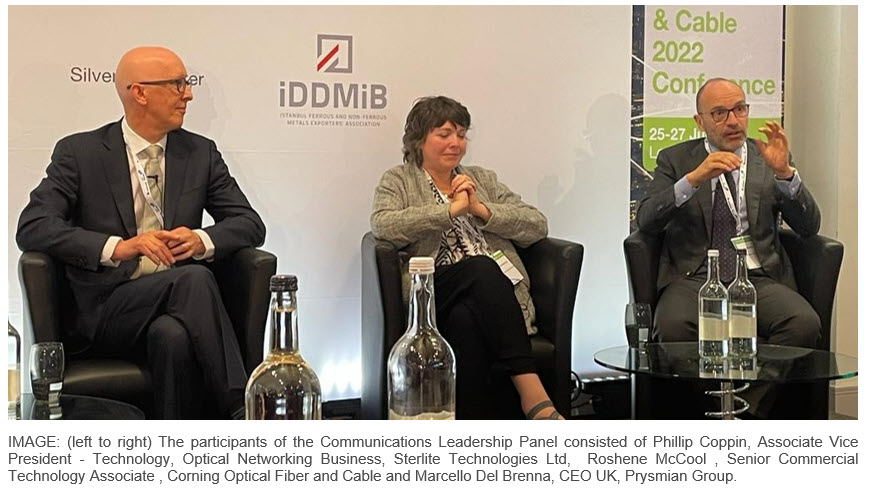 Silver
er
iDDMiB
ISTANBUL FERROUS AND NON-FERROUS
METALS EXPORTERS' ASSOCIATION
& Cable
2022
Conference
25-27 Ju
IMAGE: (left to right) The participants of the Communications Leadership Panel consisted of Phillip Coppin, Associate Vice
President - Technology, Optical Networking Business, Sterlite Technologies Ltd, Roshene McCool , Senior Commercial
Technology Associate , Corning Optical Fiber and Cable and Marcello Del Brenna, CEO UK, Prysmian Group.